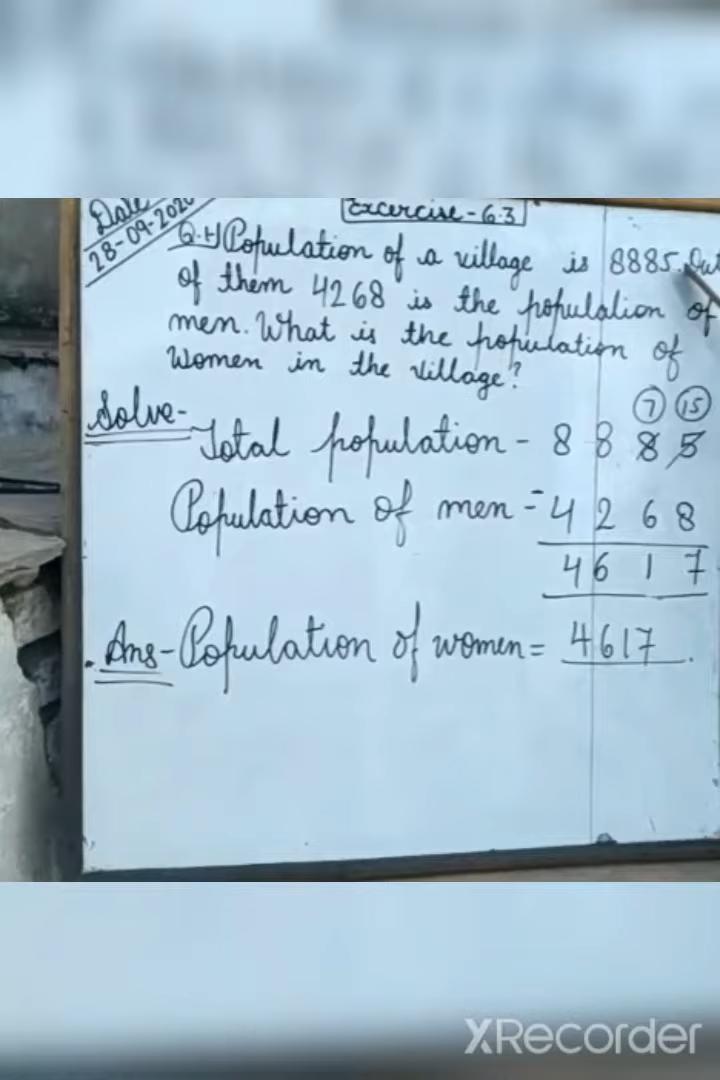 Date
28-09-2020
Excercise-6.3
Q.1) Population of a village is 8885. Out
of them 4268 is the population of
men. What is the population of
Women in the village?
7 15
Solve- Total population - 8 8 8 5
Population of men = - 4 2 6 8
4 6 1 7
Ans- Population of women = 4617.
XRecorder